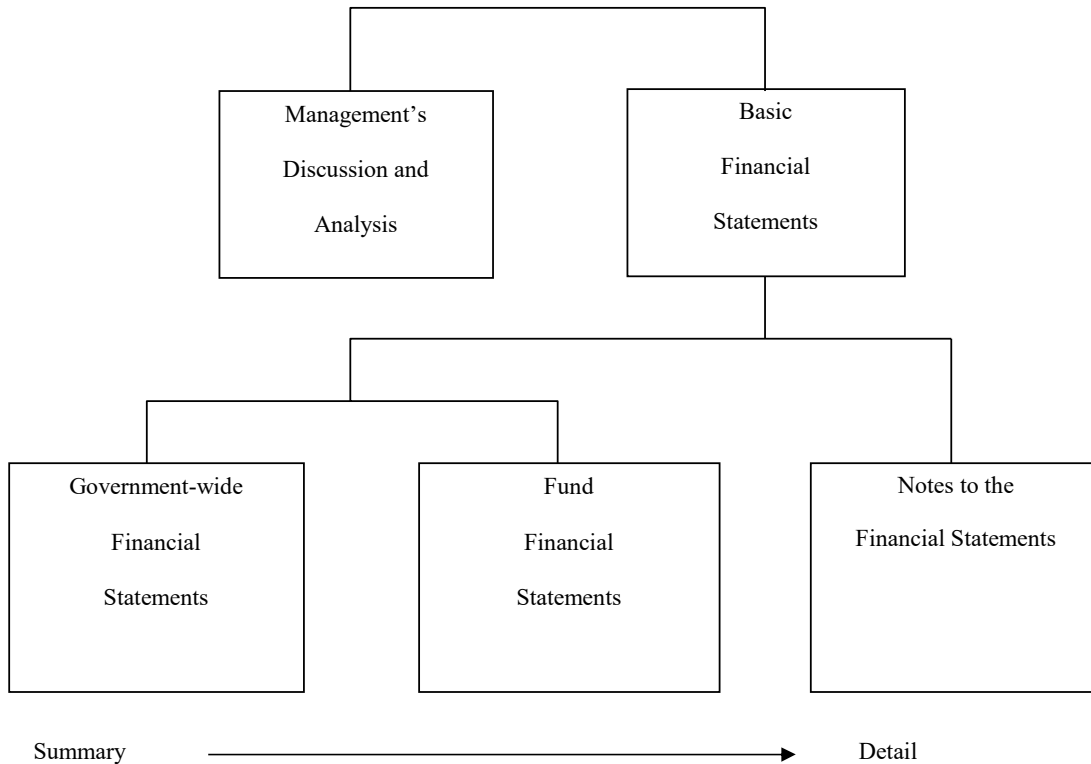 Management’s
Discussion and
Analysis
Basic
Financial
Statements
Government-wide
Financial
Statements
Fund
Financial
Statements
Notes to the
Financial Statements
Summary
Detail